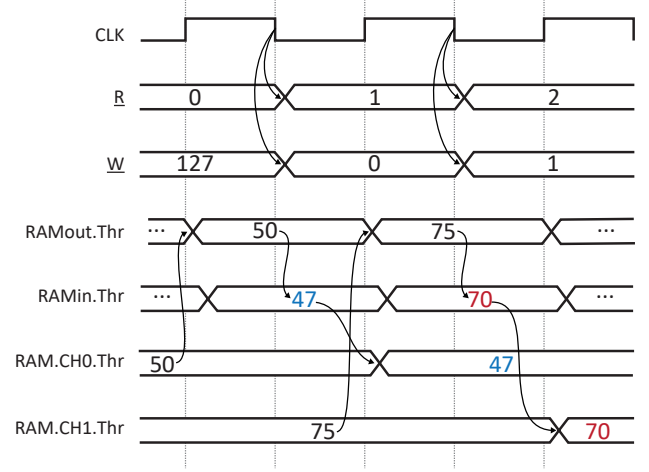 CLK
R 0 1 2
W 127 0 1
RAMout.Thr ... 50 75 ...
RAMin.Thr ... 47 70 ...
RAM.CH0.Thr 50 47
RAM.CH1.Thr 75 70